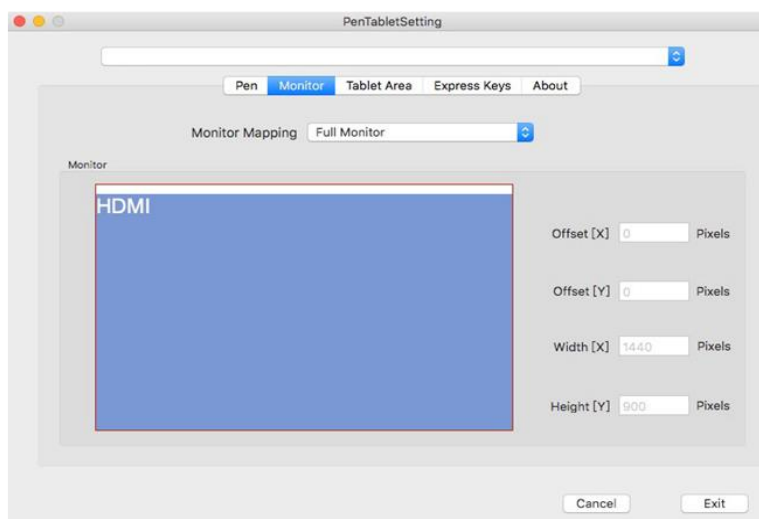 PenTabletSetting
Pen Monitor Tablet Area Express Keys About
Monitor Mapping Full Monitor
Monitor
HDMI
Offset [X] 0 Pixels
Offset [Y] 0 Pixels
Width [X] 1440 Pixels
Height [Y] 900 Pixels
Cancel Exit